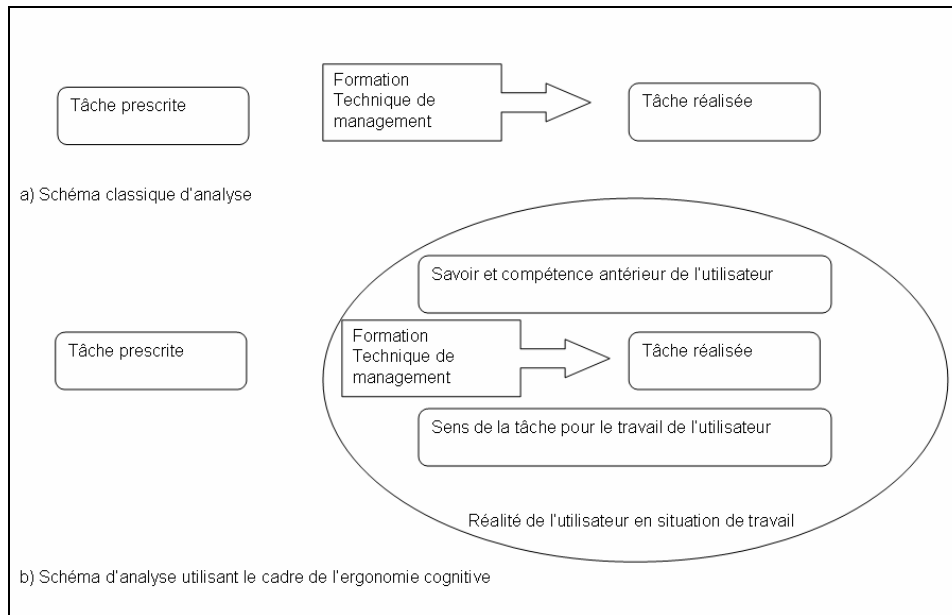 Tâche prescrite
Formation
Technique de
management
Tâche réalisée
a) Schéma classique d'analyse
Savoir et compétence antérieur de l'utilisateur
Tâche prescrite
Formation
Technique de
management
Tâche réalisée
Sens de la tâche pour le travail de l'utilisateur
Réalité de l'utilisateur en situation de travail
b) Schéma d'analyse utilisant le cadre de l'ergonomie cognitive